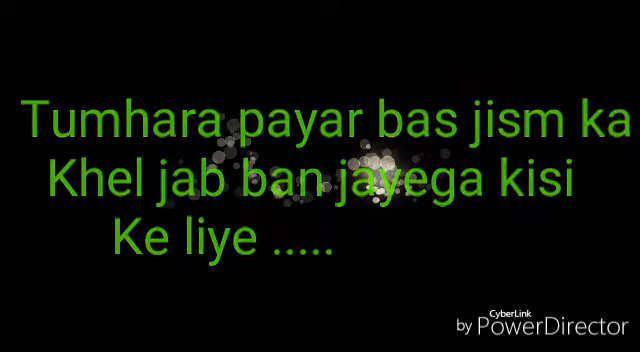 Tumhara payar bas jism ka
Khel jab ban jayega kisi
Ke liye .....
CyberLink
by PowerDirector